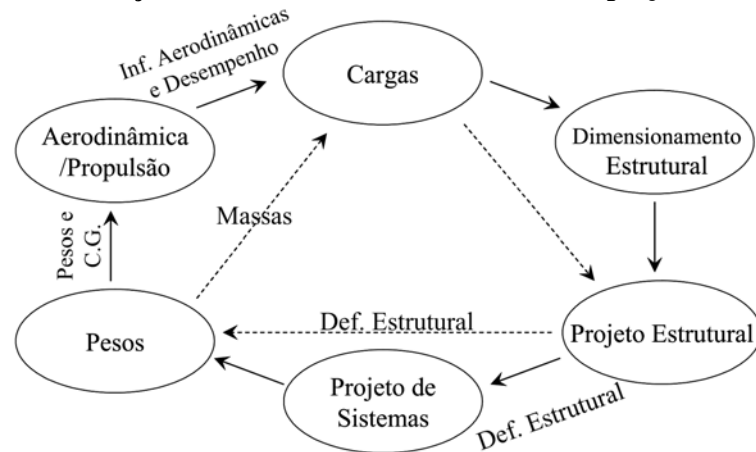 Inf. Aerodinâmicas
e Desempenho
Cargas
Aerodinâmica
/Propulsão
Dimensionamento
Estrutural
Massas
Pesos e
C.G.
Def. Estrutural
Projeto Estrutural
Pesos
Projeto de
Sistemas
Def. Estrutural